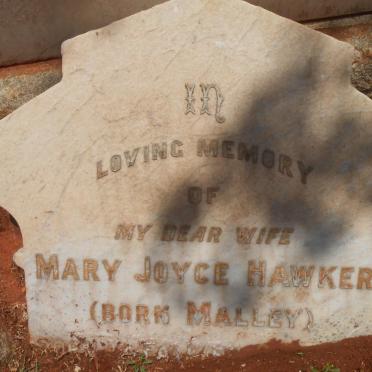 In
LOVING MEMORY
OF
MY DEAR WIFE
MARY JOYCE HAWKER
(BORN MALLEY)